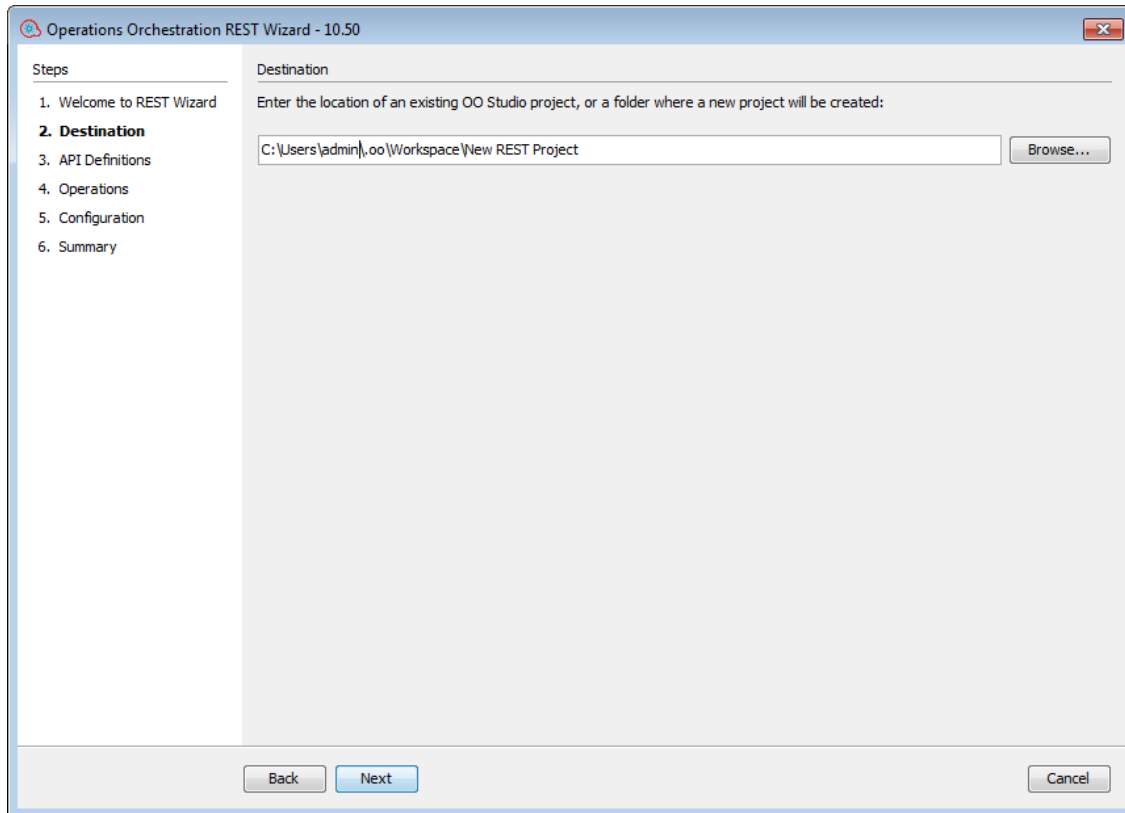 Operations Orchestration REST Wizard - 10.50
Steps
1. Welcome to REST Wizard
2. Destination
3. API Definitions
4. Operations
5. Configuration
6. Summary
Destination
Enter the location of an existing OO Studio project, or a folder where a new project will be created:
C:\Users\admin\.oo\Workspace\New REST Project
Browse...
Back
Next
Cancel